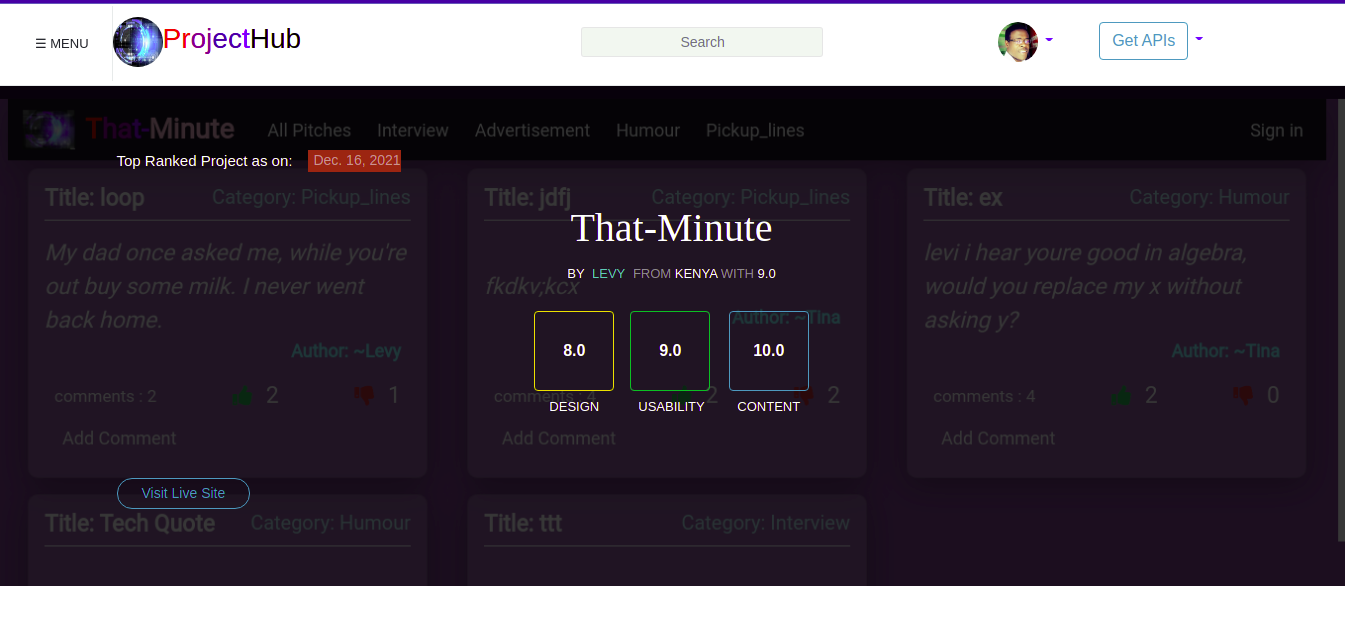 ☰ MENU ProjectHub Search Get APIs
That-Minute All Pitches Interview Advertisement Humour Pickup_lines Sign in
Top Ranked Project as on: Dec. 16, 2021
Title: loop Category: Pickup_lines
Title: jdfj Category: Pickup_lines
Title: ex Category: Humour
That-Minute
My dad once asked me, while you're
out buy some milk. I never went
back home.
BY LEVY FROM KENYA WITH 9.0
fkdkv;kcx
levi i hear youre good in algebra,
would you replace my x without
asking y?
Author: ~Levy
Author: ~Tina
Author: ~Tina
8.0 9.0 10.0
DESIGN USABILITY CONTENT
comments : 2 2 1
comments : 4 2 2
comments : 4 2 0
Add Comment
Add Comment
Add Comment
Visit Live Site
Title: Tech Quote Category: Humour
Title: ttt Category: Interview